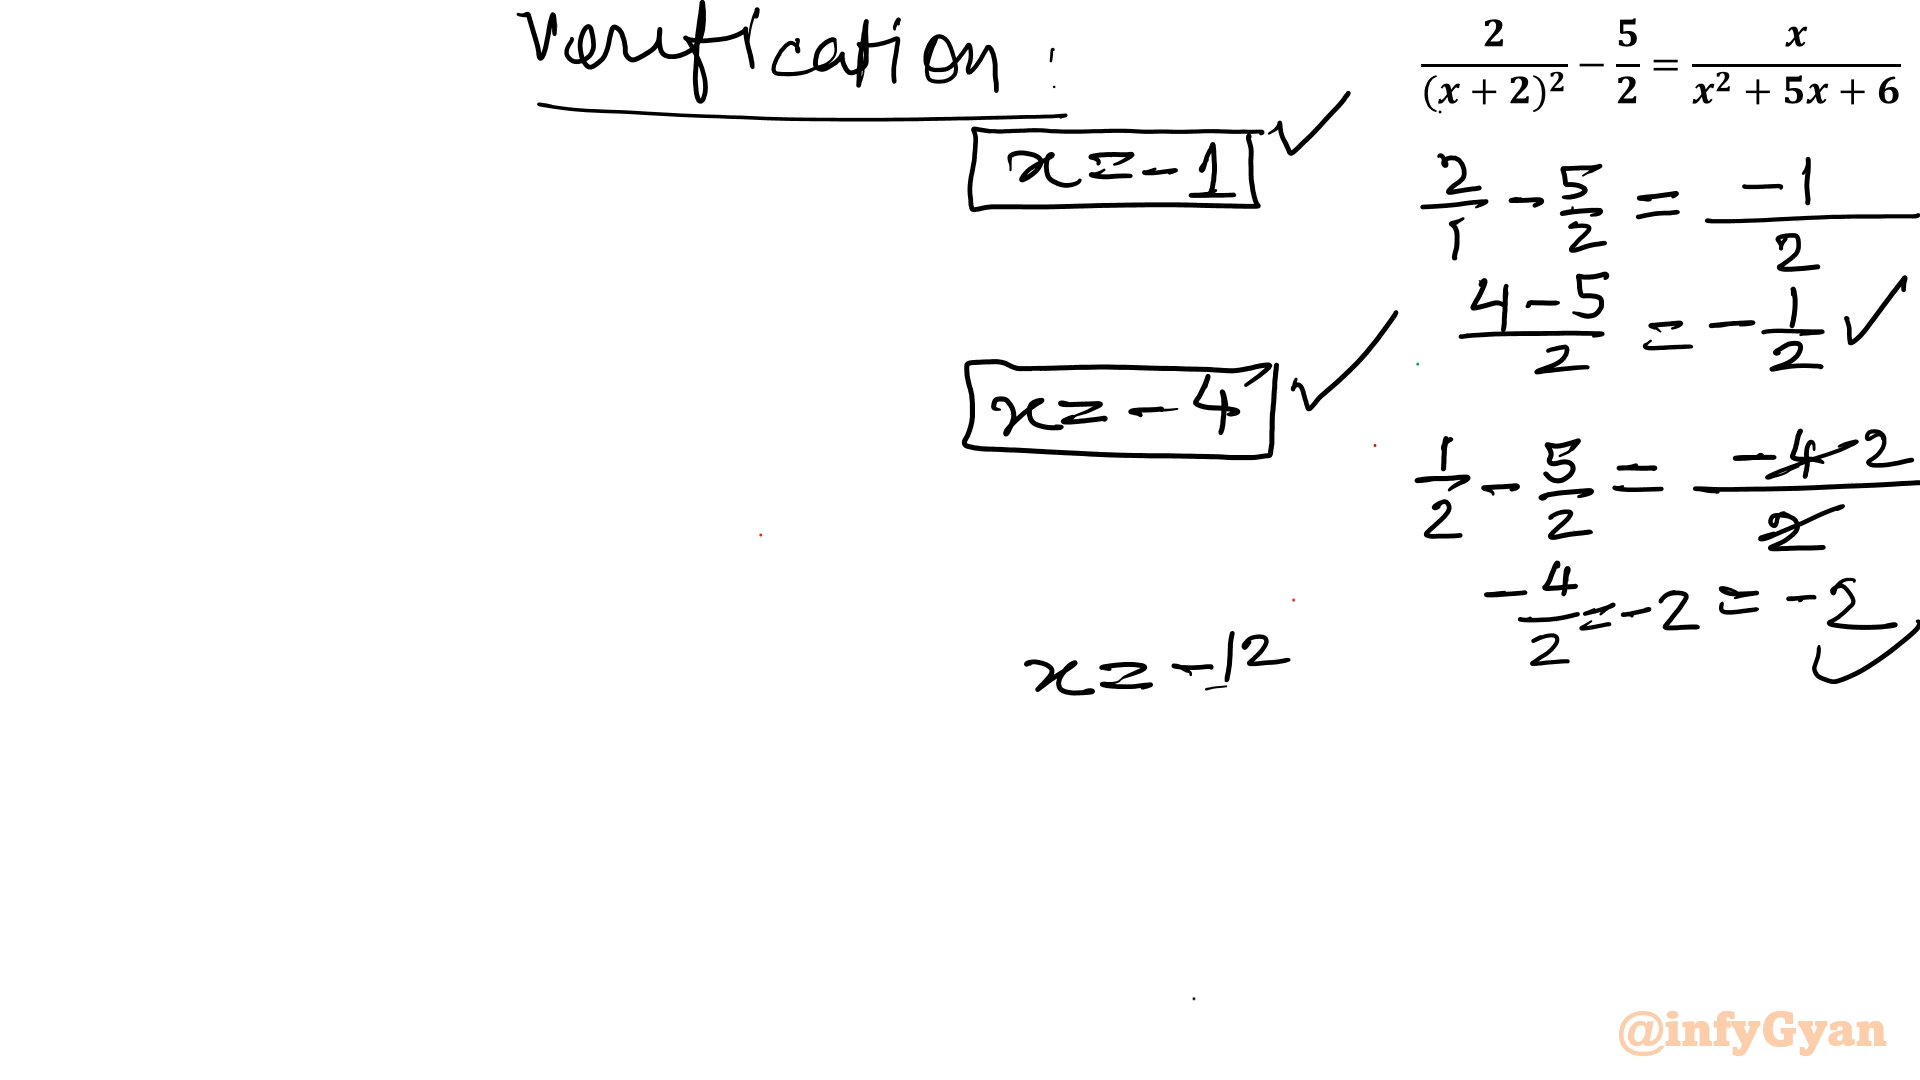 Verification :
x = -1 ✓
x = -4 ✓
x = -12
2/(x + 2)² − 5/2 = x/(x² + 5x + 6)
2/1 - 5/2 = -1/2
(4-5)/2 = -1/2 ✓
1/2 - 5/2 = -4 2/2
-4/2 = -2 = -2 ✓
@infyGyan